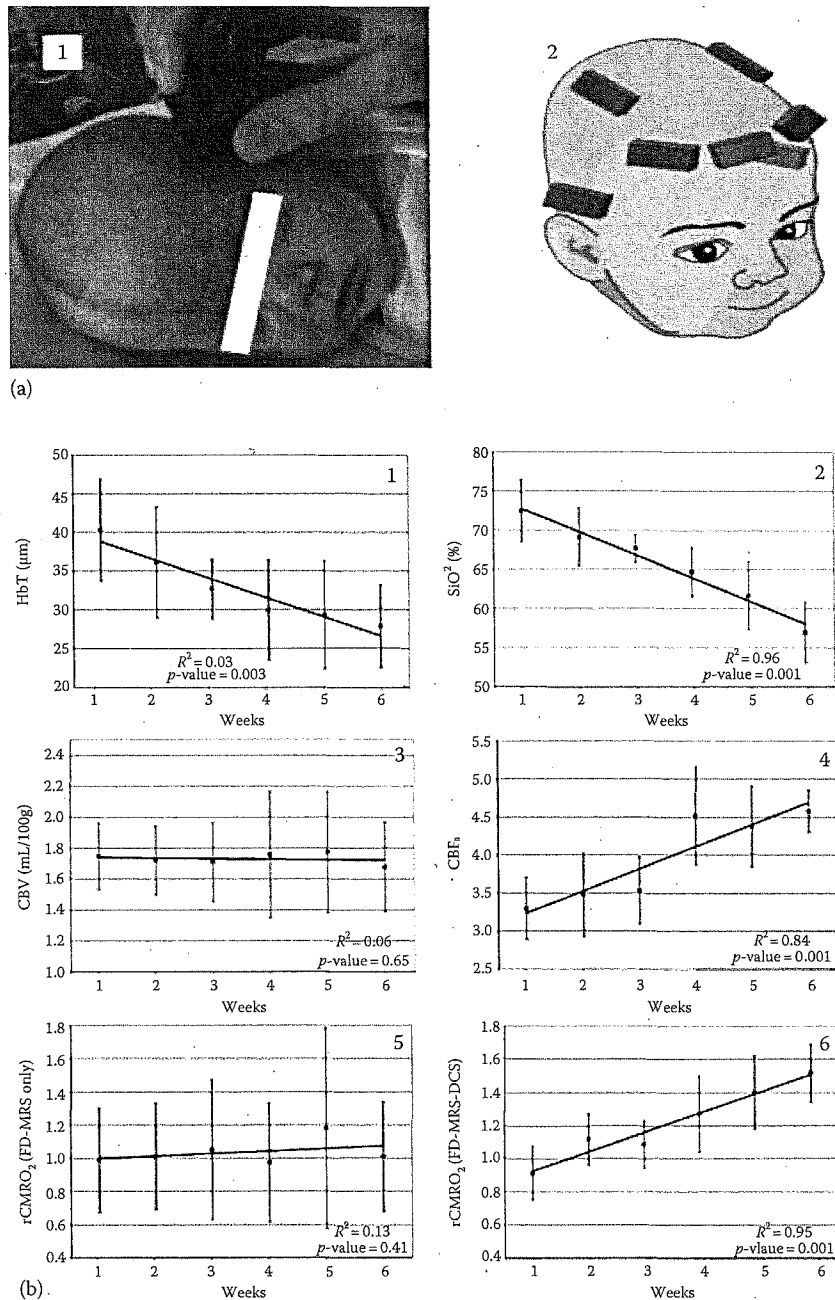 1
2
(a)
1
HbT (μm)
50
45
40
35
30
25
20
R² = 0.03
p-value = 0.003
1 2 3 4 5 6
Weeks
2
SiO² (%)
80
75
70
65
60
55
50
R² = 0.96
p-value = 0.001
1 2 3 4 5 6
Weeks
3
CBV (mL/100g)
2.4
2.2
2.0
1.8
1.6
1.4
1.2
1.0
R² = 0.06
p-value = 0.65
1 2 3 4 5 6
Weeks
4
CBFₙ
5.5
5.0
4.5
4.0
3.5
3.0
2.5
R² = 0.84
p-value = 0.001
1 2 3 4 5 6
Weeks
5
rCMRO₂ (FD-MRS only)
1.8
1.6
1.4
1.2
1.0
0.8
0.6
0.4
R² = 0.13
p-value = 0.41
1 2 3 4 5 6
Weeks
6
rCMRO₂ (FD-MRS-DCS)
1.8
1.6
1.4
1.2
1.0
0.8
0.6
0.4
R² = 0.95
p-vlaue = 0.001
1 2 3 4 5 6
Weeks
(b)